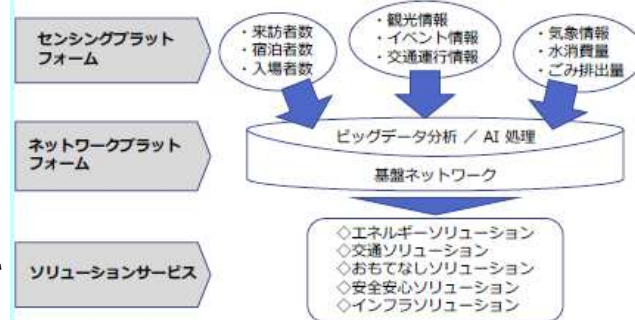 センシングプラット
フォーム
・来訪者数
・宿泊者数
・入場者数
・観光情報
・イベント情報
・交通運行情報
・気象情報
・水消費量
・ごみ排出量
ネットワークプラット
フォーム
ビッグデータ分析 ／ AI 処理
基盤ネットワーク
ソリューションサービス
◇エネルギーソリューション
◇交通ソリューション
◇おもてなしソリューション
◇安全安心ソリューション
◇インフラソリューション